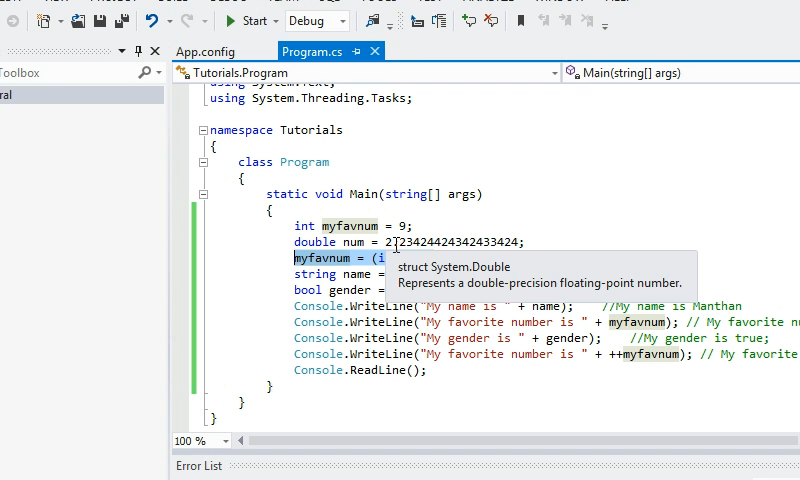 Start
Debug
App.config
Program.cs
Toolbox
Tutorials.Program
Main(string[] args)
ral
using System.Text;
using System.Threading.Tasks;
namespace Tutorials
{
class Program
{
static void Main(string[] args)
{
int myfavnum = 9;
double num =
myfavnum = (i
struct System.Double
Represents a double-precision floating-point number.
string name =
bool gender =
Console.WriteLine("My name is " + name); //My name is Manthan
Console.WriteLine("My favorite number is " + myfavnum); // My favorite nu
Console.WriteLine("My gender is " + gender); //My gender is true;
Console.WriteLine("My favorite number is " + ++myfavnum); // My favorite
Console.ReadLine();
}
}
}
100 %
Error List